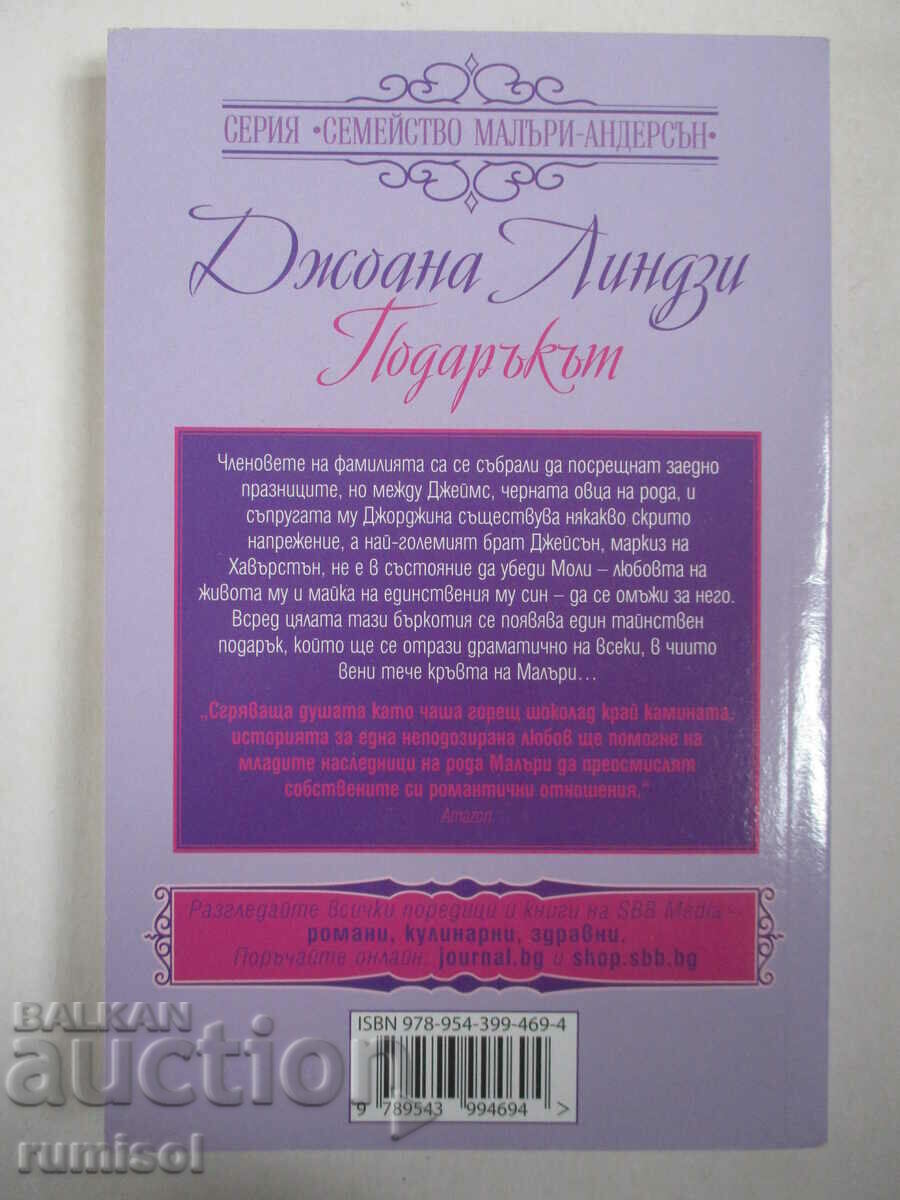 СЕРИЯ •СЕМЕЙСТВО МАЛЪРИ-АНДЕРСЪН•
Джоана Линдзи
Подаръкът
Членовете на фамилията са се събрали да посрещнат заедно
празниците, но между Джеймс, черната овца на рода, и
съпругата му Джорджина съществува някакво скрито
напрежение, а най-големият брат Джейсън, маркиз на
Хавърстън, не е в състояние да убеди Моли – любовта на
живота му и майка на единствения му син – да се омъжи за него.
Всред цялата тази бъркотия се появява един тайнствен
подарък, който ще се отрази драматично на всеки, в чиито
вени тече кръвта на Малъри...
„Сгряваща душата като чаша горещ шоколад край камината,
историята за една неподозирана любов ще помогне на
младите наследници на рода Малъри да преосмислят
собствените си романтични отношения."
Amazon
Разгледайте всички поредици и книги на SBB Media -
романи, кулинарни, здравни.
Поръчайте онлайн: journal.bg и shop.sbb.bg
ISBN 978-954-399-469-4
9 789543 994694 >
BALKAN
auction
rumisol